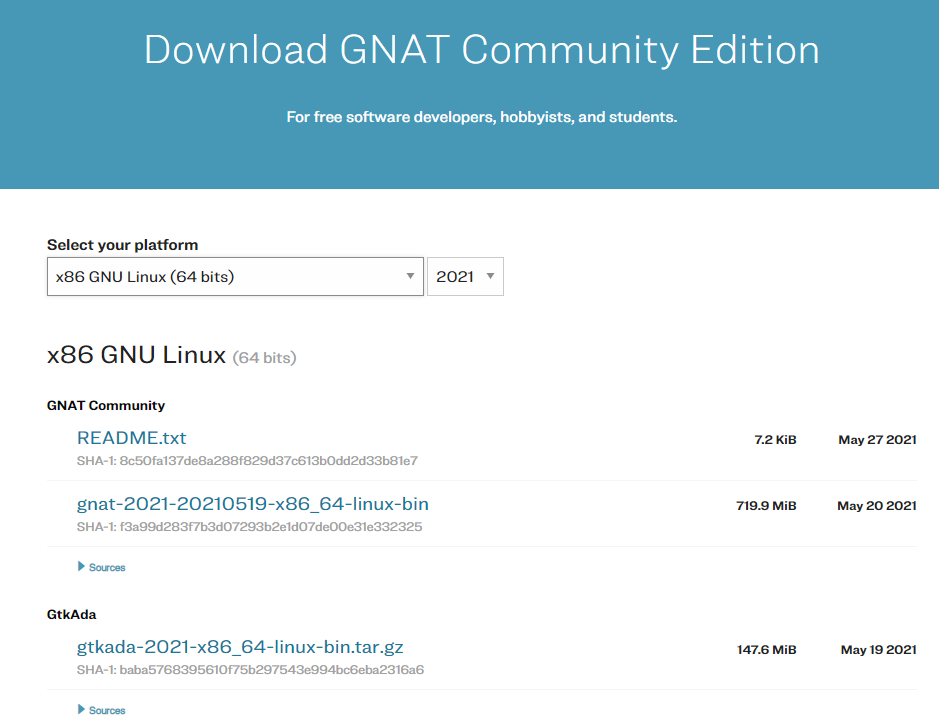 Download GNAT Community Edition
For free software developers, hobbyists, and students.
Select your platform
x86 GNU Linux (64 bits) 2021
x86 GNU Linux (64 bits)
GNAT Community
README.txt 7.2 KiB May 27 2021
SHA-1: 8c50fa137de8a288f829d37c613b0dd2d33b81e7
gnat-2021-20210519-x86_64-linux-bin 719.9 MiB May 20 2021
SHA-1: f3a99d283f7b3d07293b2e1d07de00e31e332325
Sources
GtkAda
gtkada-2021-x86_64-linux-bin.tar.gz 147.6 MiB May 19 2021
SHA-1: baba5768395610f75b297543e994bc6eba2316a6
Sources